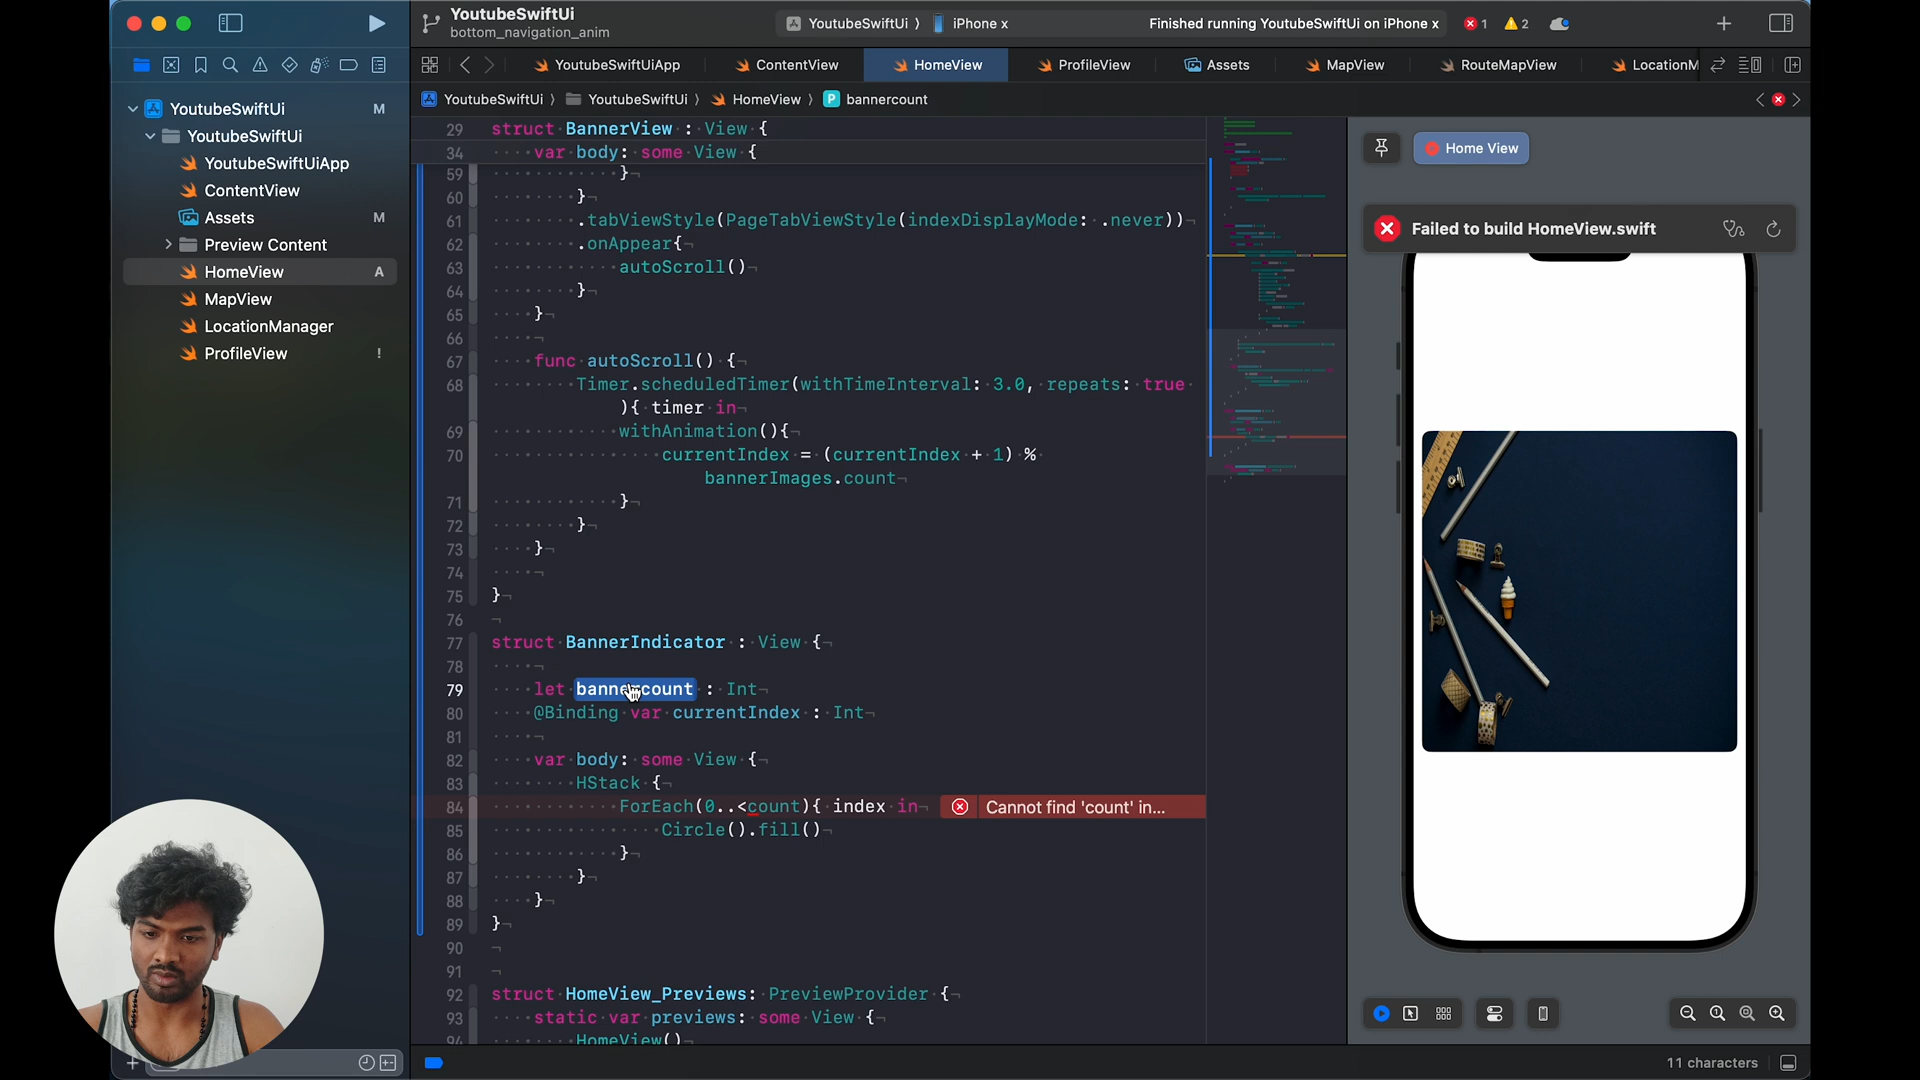 YoutubeSwiftUi
bottom_navigation_anim
YoutubeSwiftUi 〉 iPhone x
Finished running YoutubeSwiftUi on iPhone x
1
2
YoutubeSwiftUiApp
ContentView
HomeView
ProfileView
Assets
MapView
RouteMapView
LocationM
YoutubeSwiftUi 〉 YoutubeSwiftUi 〉 HomeView 〉 P bannercount
YoutubeSwiftUi M
YoutubeSwiftUi
YoutubeSwiftUiApp
ContentView
Assets M
Preview Content
HomeView A
MapView
LocationManager
ProfileView !
29 struct BannerView : View {
34 var body: some View {
59 }
60 }
61 .tabViewStyle(PageTabViewStyle(indexDisplayMode: .never))
62 .onAppear{
63 autoScroll()
64 }
65 }
66
67 func autoScroll() {
68 Timer.scheduledTimer(withTimeInterval: 3.0, repeats: true
){ timer in
69 withAnimation(){
70 currentIndex = (currentIndex + 1) %
bannerImages.count
71 }
72 }
73 }
74
75 }
76
77 struct BannerIndicator : View {
78
79 let bannercount : Int
80 @Binding var currentIndex : Int
81
82 var body: some View {
83 HStack {
84 ForEach(0..<count){ index in Cannot find 'count' in...
85 Circle().fill()
86 }
87 }
88 }
89 }
90
91
92 struct HomeView_Previews: PreviewProvider {
93 static var previews: some View {
94 HomeView()
Home View
Failed to build HomeView.swift
11 characters